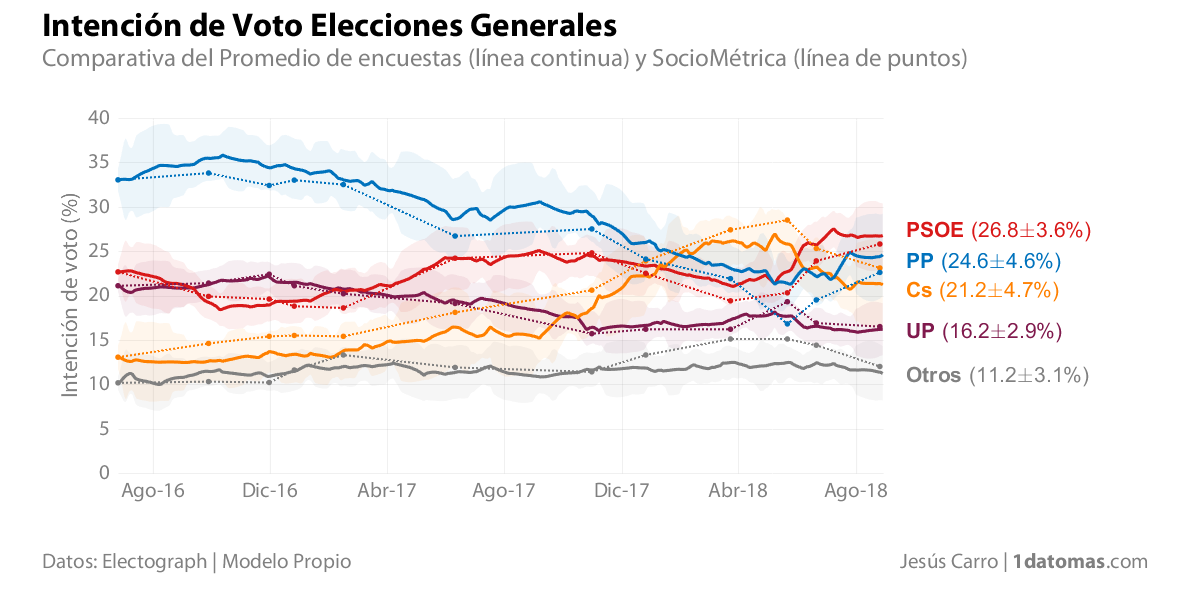 Intención de Voto Elecciones Generales
Comparativa del Promedio de encuestas (línea continua) y SocioMétrica (línea de puntos)
Intención de voto (%)
40
35
30
25
20
15
10
5
0
Ago-16 Dic-16 Abr-17 Ago-17 Dic-17 Abr-18 Ago-18
PSOE (26.8±3.6%)
PP (24.6±4.6%)
Cs (21.2±4.7%)
UP (16.2±2.9%)
Otros (11.2±3.1%)
Datos: Electograph | Modelo Propio
Jesús Carro | 1datomas.com